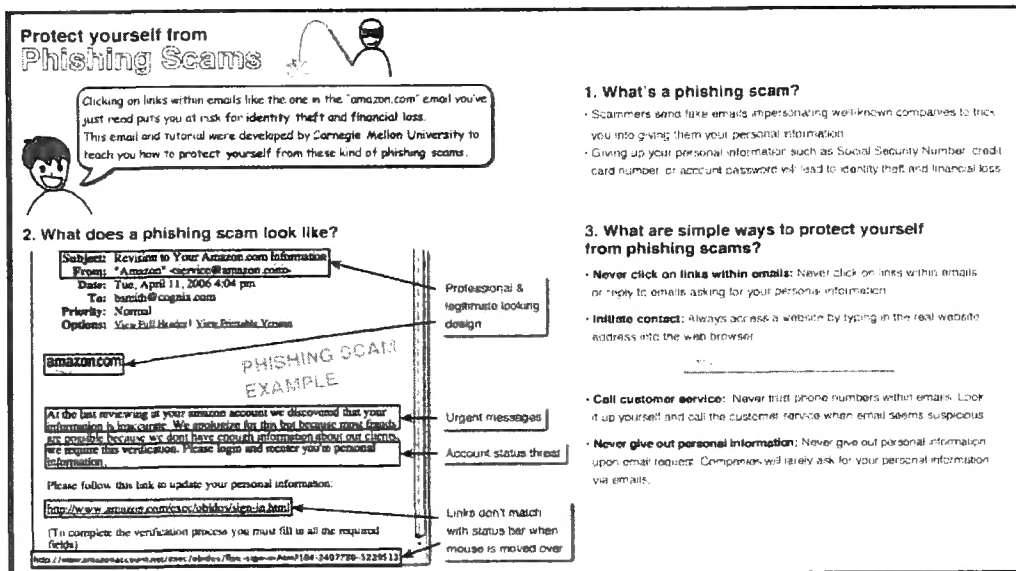 Protect yourself from
Phishing Scams
Clicking on links within emails like the one in the "amazon.com" email you've
just read puts you at risk for identity theft and financial loss.
This email and tutorial were developed by Carnegie Mellon University to
teach you how to protect yourself from these kind of phishing scams.
1. What's a phishing scam?
· Scammers send fake emails impersonating well-known companies to trick
you into giving them your personal information
· Giving up your personal information such as Social Security Number, credit
card number, or account password will lead to identity theft and financial loss
2. What does a phishing scam look like?
Subject: Revision to Your Amazon.com Information
From: "Amazon" <service@amazon.com>
Date: Tue, April 11, 2006 4:04 pm
To: bsmith@cognix.com
Priority: Normal
Options: View Full Header | View Printable Version
amazon.com
PHISHING SCAM
EXAMPLE
At the last reviewing at your amazon account we discovered that your
information is inaccurate. We apologize for this but because most frauds
are possible because we dont have enough information about our clients,
we require this verification. Please login and reenter you're personal
information.
Please follow this link to update your personal information:
http://www.amazon.com/exec/obidos/sign-in.html
(To complete the verification process you must fill in all the required
fields)
Professional &
legitimate looking
design
Urgent messages
Account status threat
Links don't match
with status bar when
mouse is moved over
3. What are simple ways to protect yourself
from phishing scams?
· Never click on links within emails: Never click on links within emails
or reply to emails asking for your personal information
· Initiate contact: Always access a website by typing in the real website
address into the web browser
· Call customer service: Never trust phone numbers within emails. Look
it up yourself and call the customer service when email seems suspicious
· Never give out personal information: Never give out personal information
upon email request. Companies will rarely ask for your personal information
via emails.